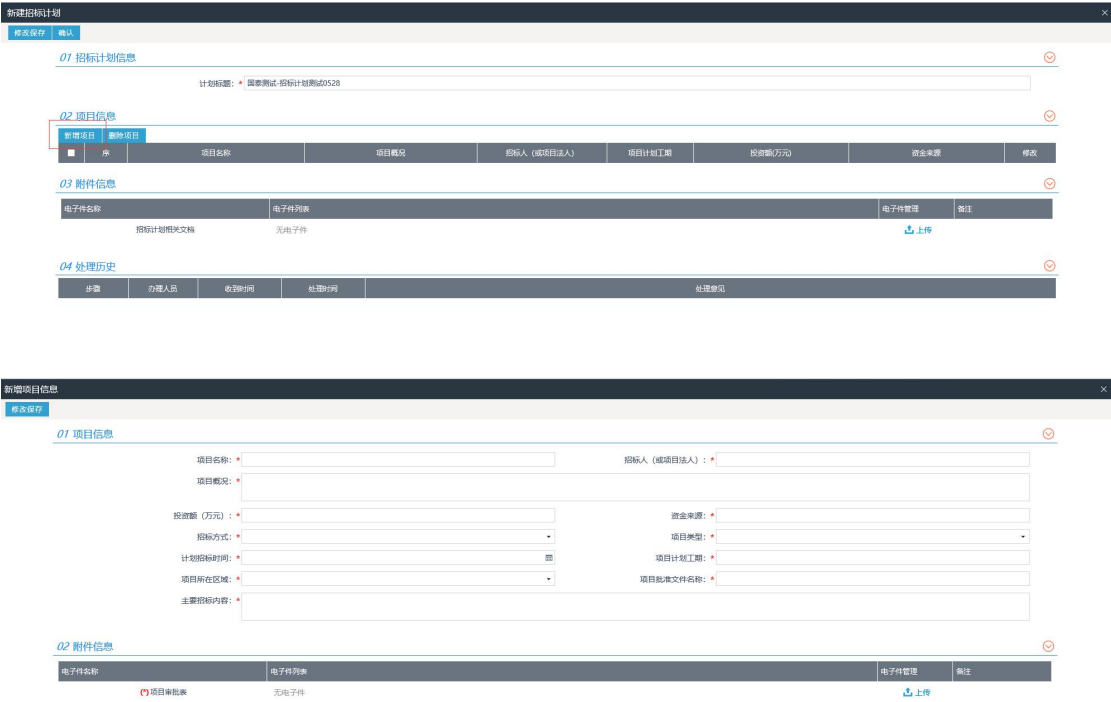 新建招标计划 ×
修改保存 确认
01 招标计划信息
计划标题: * 国泰测试-招标计划测试0528
02 项目信息
新增项目 删除项目
序 项目名称 项目概况 招标人（或项目法人） 项目计划工期 投资额(万元) 资金来源 修改
03 附件信息
电子件名称 电子件列表 电子件管理 备注
招标计划相关文档 无电子件 上传
04 处理历史
步骤 办理人员 收到时间 处理时间 处理意见
新增项目信息 ×
修改保存
01 项目信息
项目名称: * 招标人（或项目法人）: *
项目概况: *
投资额（万元）: * 资金来源: *
招标方式: * 项目类型: *
计划招标时间: * 项目计划工期: *
项目所在区域: * 项目批准文件名称: *
主要招标内容: *
02 附件信息
电子件名称 电子件列表 电子件管理 备注
(*) 项目审批表 无电子件 上传